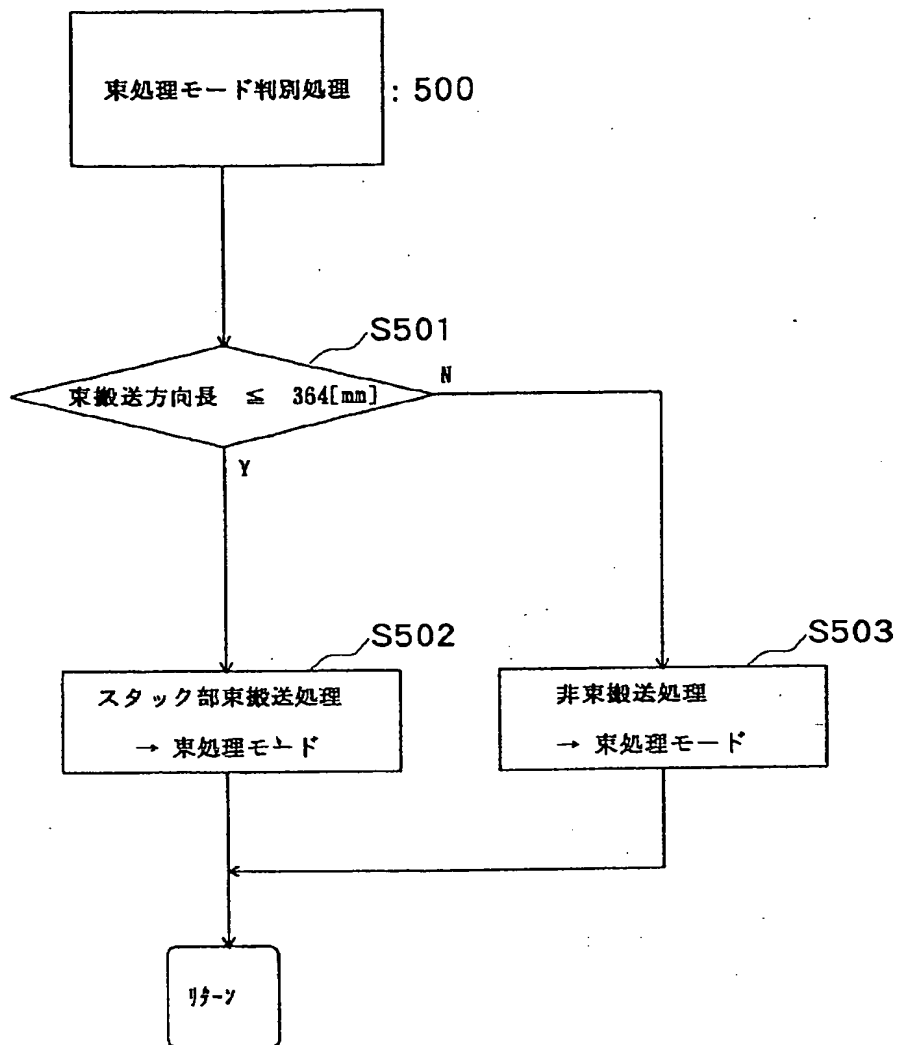 束処理モード判別処理 : 500
S501
束搬送方向長 ≦ 364[mm]
N
Y
S502
スタック部束搬送処理
→ 束処理モード
S503
非束搬送処理
→ 束処理モード
リターン